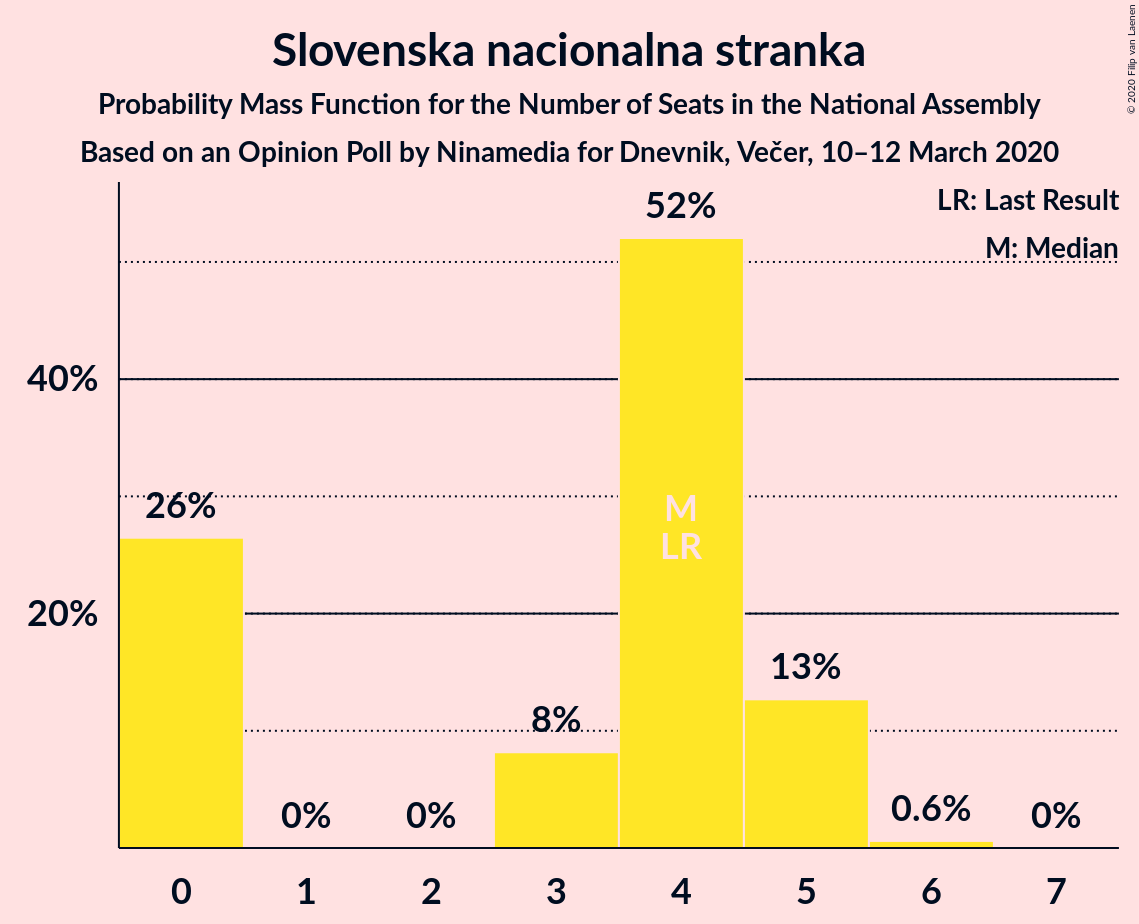 Slovenska nacionalna stranka
Probability Mass Function for the Number of Seats in the National Assembly
Based on an Opinion Poll by Ninamedia for Dnevnik, Večer, 10–12 March 2020
© 2020 Filip van Laenen
LR: Last Result
M: Median
52%
40%
26%
M
LR
20%
13%
8%
0%
0%
0.6%
0%
0 1 2 3 4 5 6 7